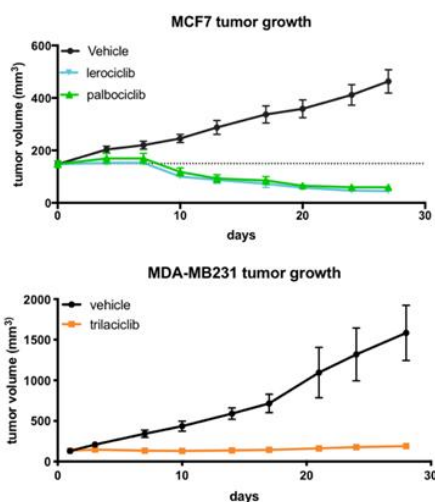 MCF7 tumor growth
600
400
200
0
tumor volume (mm³)
Vehicle
lerociclib
palbociclib
0
10
20
30
days
MDA-MB231 tumor growth
2000
1500
1000
500
0
tumor volume (mm³)
vehicle
trilaciclib
0
10
20
30
days